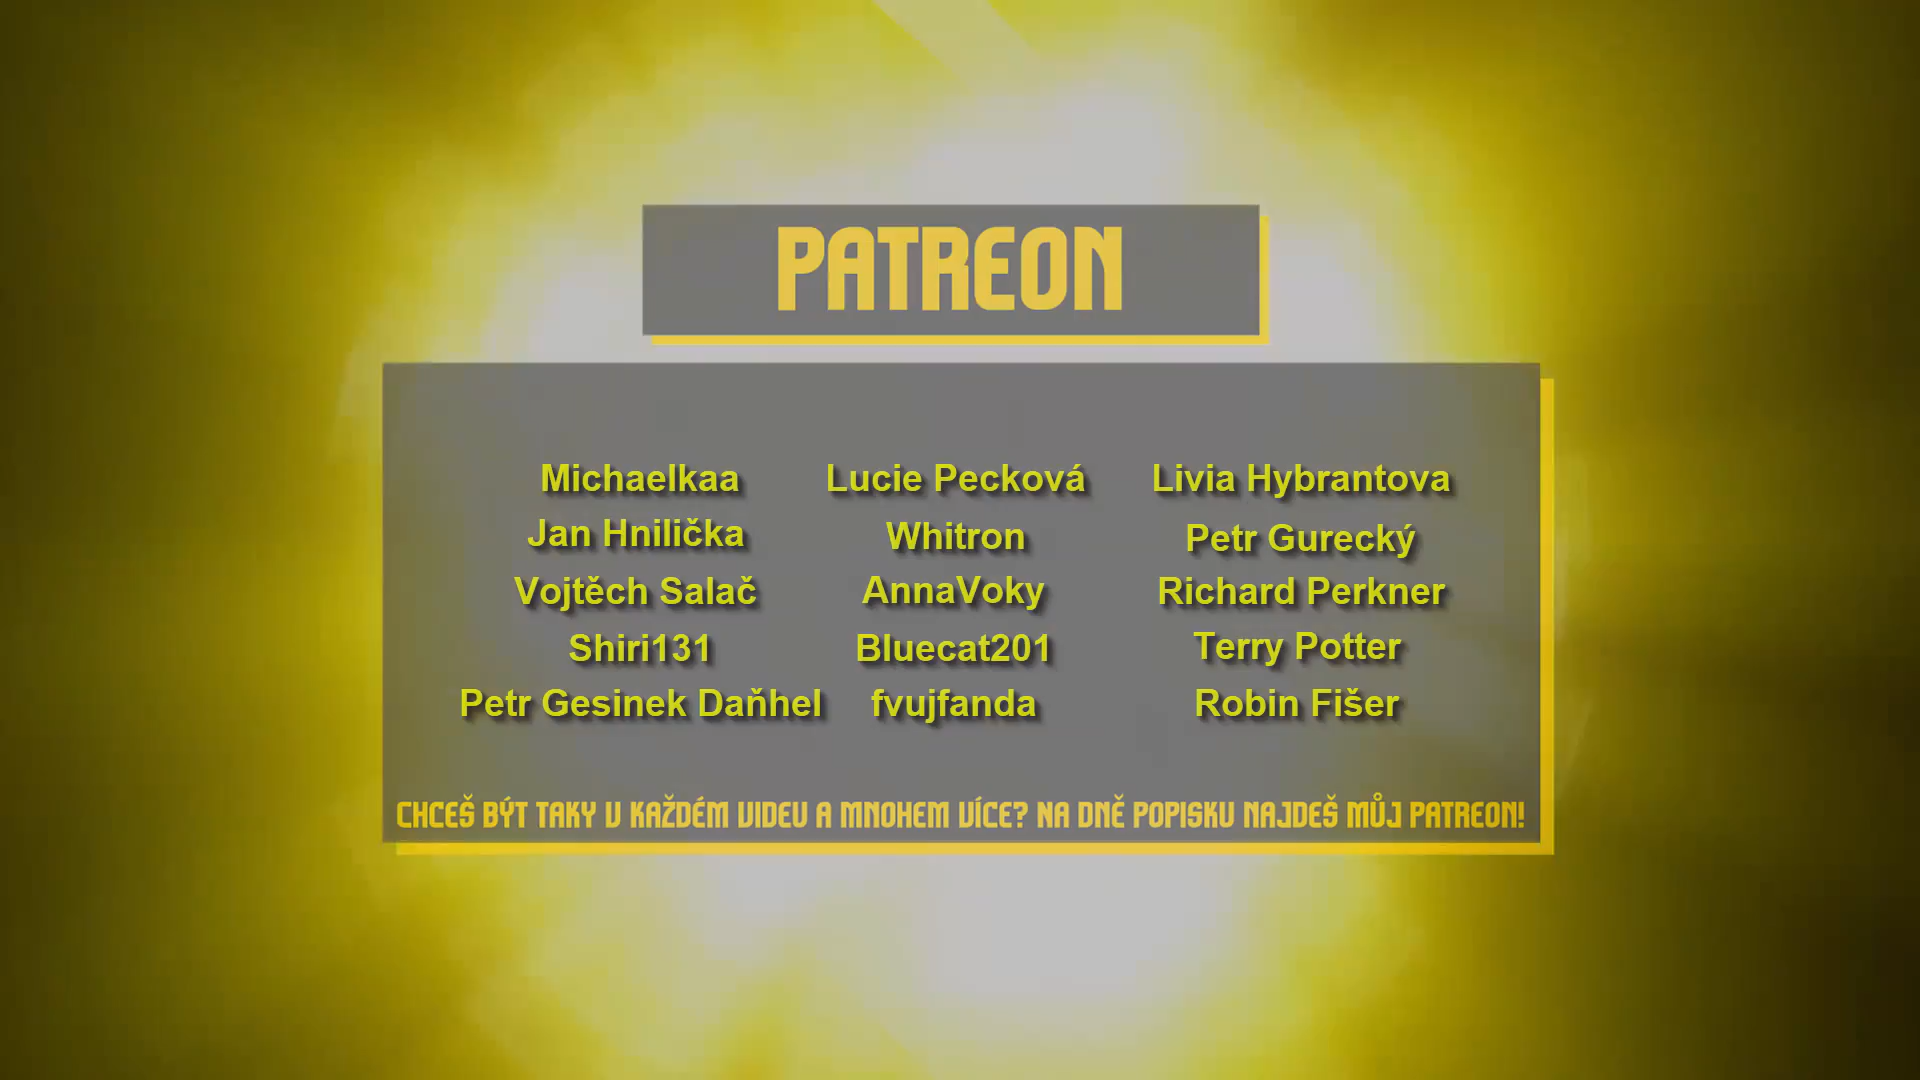 PATREON
Michaelkaa Lucie Pecková Livia Hybrantova
Jan Hnilička Whitron Petr Gurecký
Vojtěch Salač AnnaVoky Richard Perkner
Shiri131 Bluecat201 Terry Potter
Petr Gesinek Daňhel fvujfanda Robin Fišer
CHCEŠ BÝT TAKY V KAŽDÉM VIDEU A MNOHEM VÍCE? NA DNĚ POPISKU NAJDEŠ MŮJ PATREON!